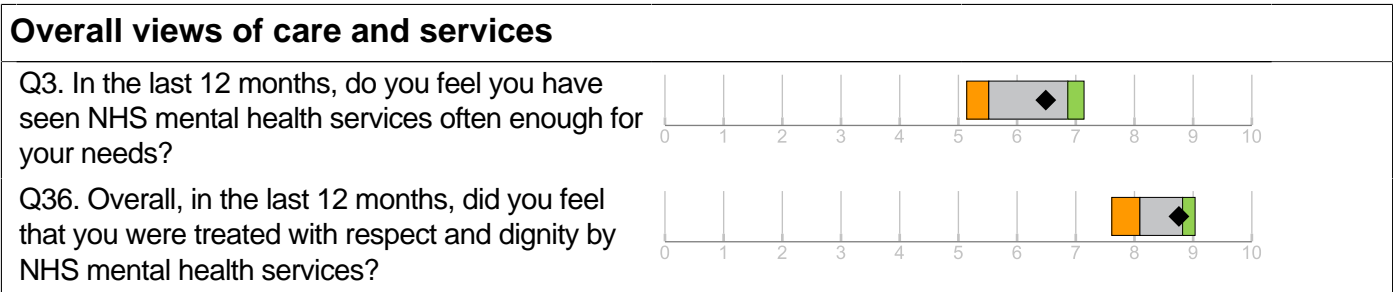 Overall views of care and services
Q3. In the last 12 months, do you feel you have
seen NHS mental health services often enough for
your needs?
0 1 2 3 4 5 6 7 8 9 10
Q36. Overall, in the last 12 months, did you feel
that you were treated with respect and dignity by
NHS mental health services?
0 1 2 3 4 5 6 7 8 9 10